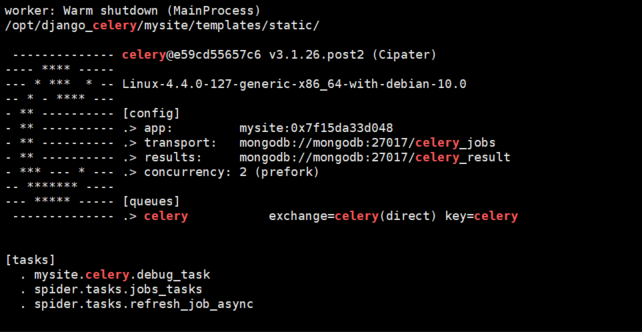 worker: Warm shutdown (MainProcess)
/opt/django_celery/mysite/templates/static/
 -------------- celery@e59cd55657c6 v3.1.26.post2 (Cipater)
---- **** -----
--- * ***  * -- Linux-4.4.0-127-generic-x86_64-with-debian-10.0
-- * - **** ---
- ** ---------- [config]
- ** ---------- .> app:         mysite:0x7f15da33d048
- ** ---------- .> transport:   mongodb://mongodb:27017/celery_jobs
- ** ---------- .> results:     mongodb://mongodb:27017/celery_result
- *** --- * --- .> concurrency: 2 (prefork)
-- ******* ----
--- ***** ----- [queues]
 -------------- .> celery           exchange=celery(direct) key=celery
[tasks]
  . mysite.celery.debug_task
  . spider.tasks.jobs_tasks
  . spider.tasks.refresh_job_async